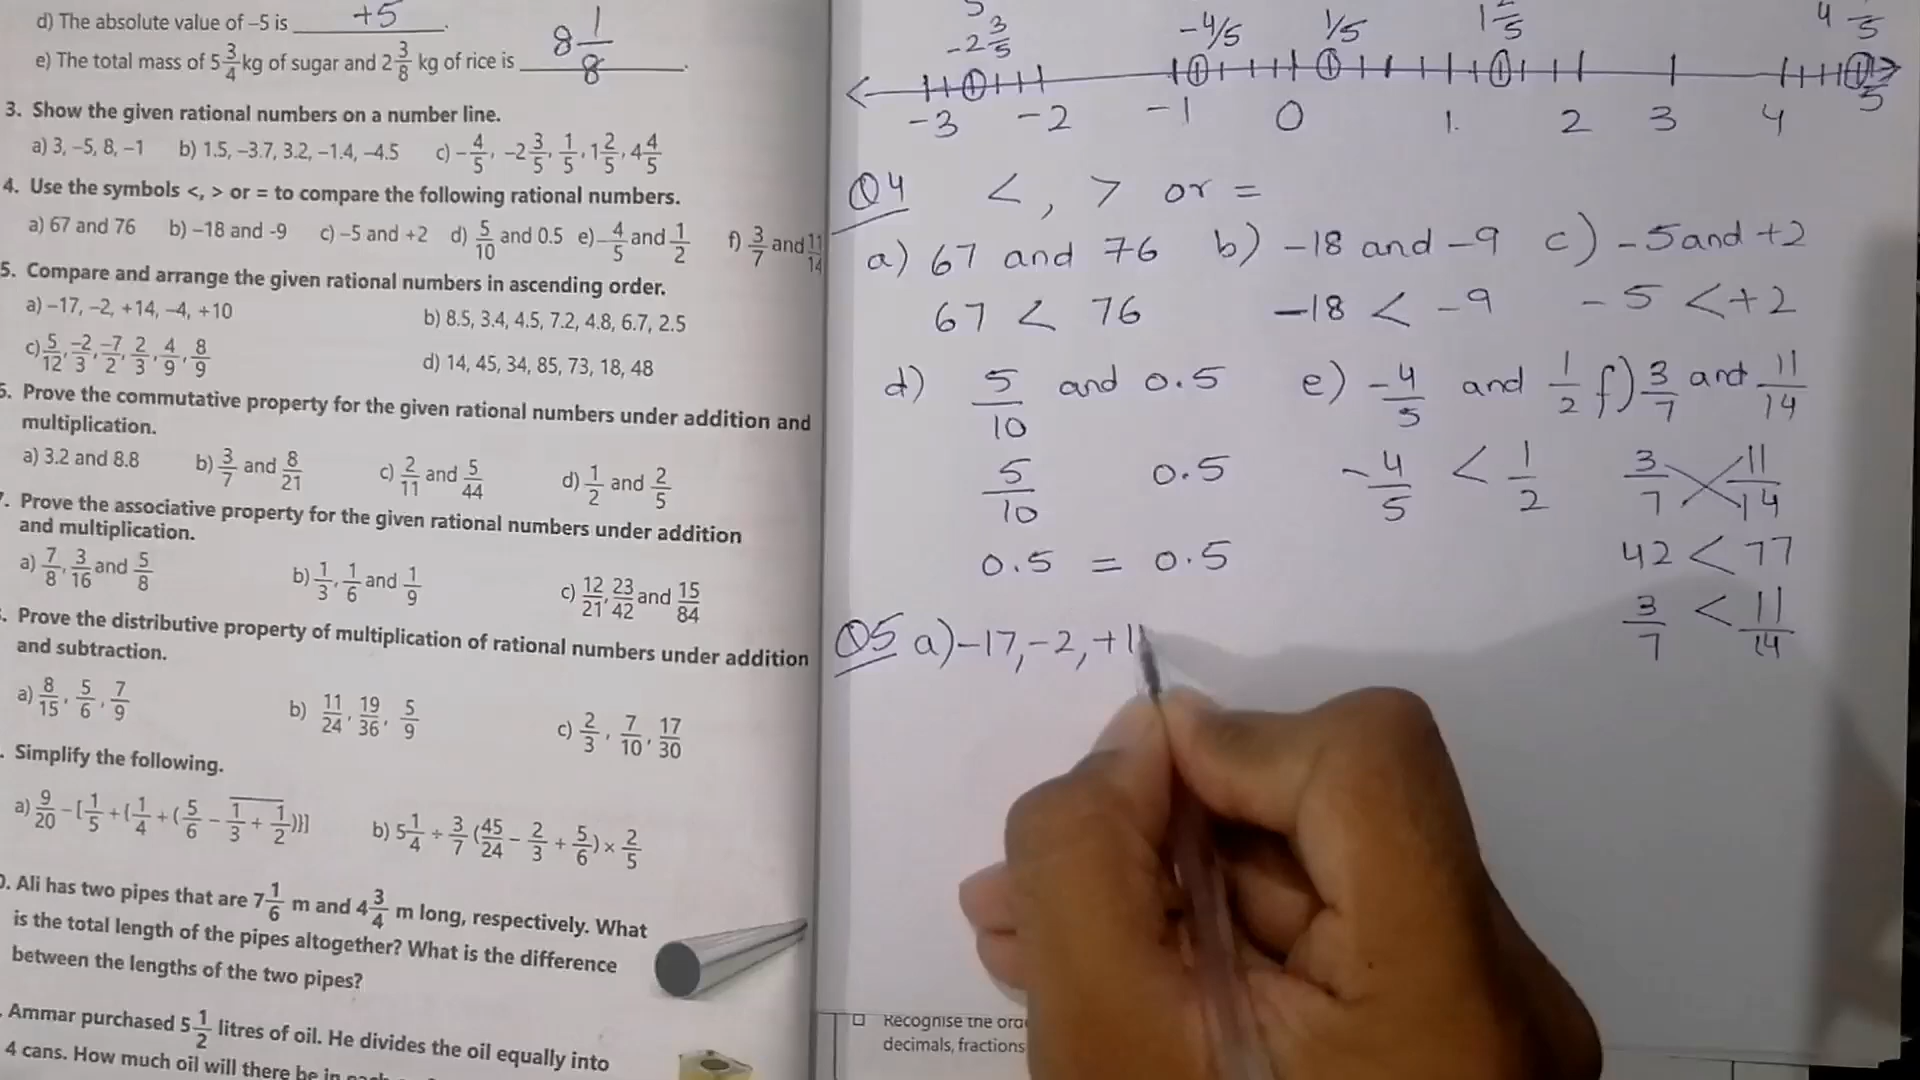 d) The absolute value of –5 is +5.
e) The total mass of 5 3/4 kg of sugar and 2 3/8 kg of rice is 8 1/8.
3. Show the given rational numbers on a number line.
a) 3, –5, 8, –1 b) 1.5, –3.7, 3.2, –1.4, –4.5 c) –4/5, –2 3/5, 1/5, 1 2/5, 4 4/5
4. Use the symbols <, > or = to compare the following rational numbers.
a) 67 and 76 b) –18 and -9 c) –5 and +2 d) 5/10 and 0.5 e) –4/5 and 1/2 f) 3/7 and 11/14
5. Compare and arrange the given rational numbers in ascending order.
a) –17, –2, +14, –4, +10 b) 8.5, 3.4, 4.5, 7.2, 4.8, 6.7, 2.5
c) 5/12, -2/3, -7/2, 2/3, 4/9, 8/9 d) 14, 45, 34, 85, 73, 18, 48
. Prove the commutative property for the given rational numbers under addition and
multiplication.
a) 3.2 and 8.8 b) 3/7 and 8/21 c) 2/11 and 5/44 d) 1/2 and 2/5
. Prove the associative property for the given rational numbers under addition
and multiplication.
a) 7/8, 3/16 and 5/8 b) 1/3, 1/6 and 1/9 c) 12/21, 23/42 and 15/84
. Prove the distributive property of multiplication of rational numbers under addition
and subtraction.
a) 8/15, 5/6, 7/9 b) 11/24, 19/36, 5/9 c) 2/3, 7/10, 17/30
. Simplify the following.
a) 9/20 – [1/5 + {1/4 + (5/6 – 1/3 + 1/2)}] b) 5 1/4 ÷ 3/7 (45/24 – 2/3 + 5/6) × 2/5
. Ali has two pipes that are 7 1/6 m and 4 3/4 m long, respectively. What
is the total length of the pipes altogether? What is the difference
between the lengths of the two pipes?
. Ammar purchased 5 1/2 litres of oil. He divides the oil equally into
4 cans. How much oil will there be in
-2 3/5 -4/5 1/5
-3 -2 -1 0 1. 2 3 4 5
Q4 <, > or =
a) 67 and 76 b) -18 and -9 c) -5 and +2
67 < 76 -18 < -9 -5 < +2
d) 5/10 and 0.5 e) -4/5 and 1/2 f) 3/7 and 11/14
5/10 0.5 -4/5 < 1/2 3/7 11/14
0.5 = 0.5 42 < 77
3/7 < 11/14
Q5 a) -17, -2, +1
Recognise the
decimals, fractions